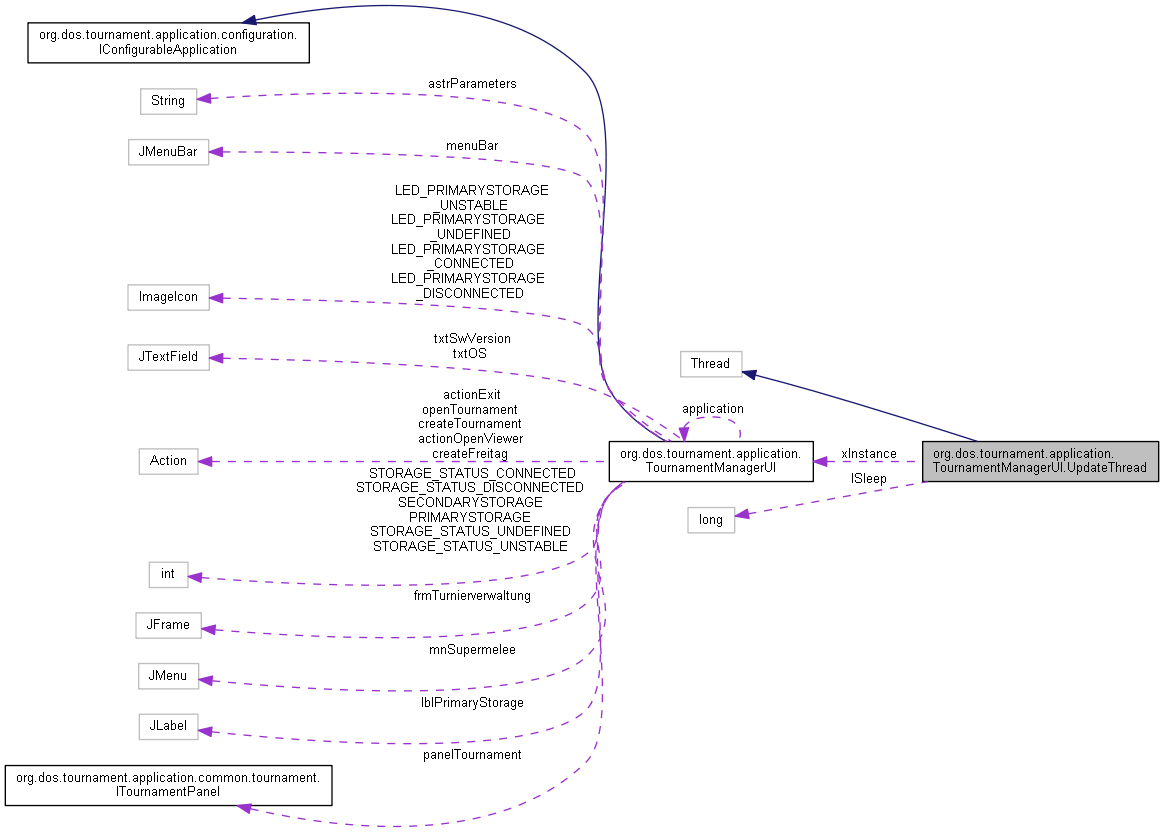 org.dos.tournament.application.configuration.
IConfigurableApplication
astrParameters
String
menuBar
JMenuBar
LED_PRIMARYSTORAGE
_UNSTABLE
LED_PRIMARYSTORAGE
_UNDEFINED
LED_PRIMARYSTORAGE
_CONNECTED
LED_PRIMARYSTORAGE
_DISCONNECTED
ImageIcon
txtSwVersion
txtOS
JTextField
Thread
actionExit
openTournament
createTournament
actionOpenViewer
createFreitag
Action
application
org.dos.tournament.application.
TournamentManagerUI
xInstance
org.dos.tournament.application.
TournamentManagerUI.UpdateThread
lSleep
long
STORAGE_STATUS_CONNECTED
STORAGE_STATUS_DISCONNECTED
SECONDARYSTORAGE
PRIMARYSTORAGE
STORAGE_STATUS_UNDEFINED
STORAGE_STATUS_UNSTABLE
int
frmTurnierverwaltung
JFrame
mnSupermelee
JMenu
lblPrimaryStorage
JLabel
panelTournament
org.dos.tournament.application.common.tournament.
ITournamentPanel